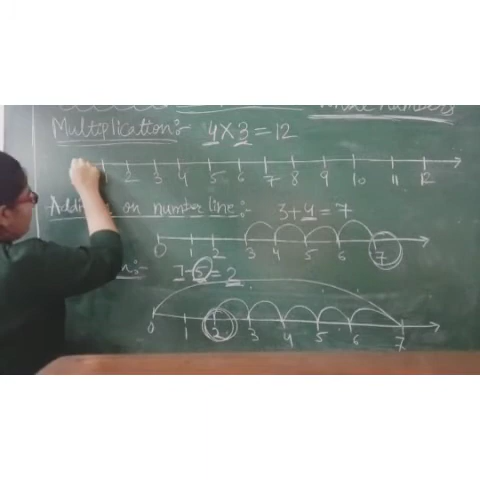 whole numbers
Multiplication:- 4 X 3 = 12
1 2 3 4 5 6 7 8 9 10 11 12
on number line:- 3 + 4 = 7
0 1 2 3 4 5 6 7
7 - 5 = 2
0 1 2 3 4 5 6 7